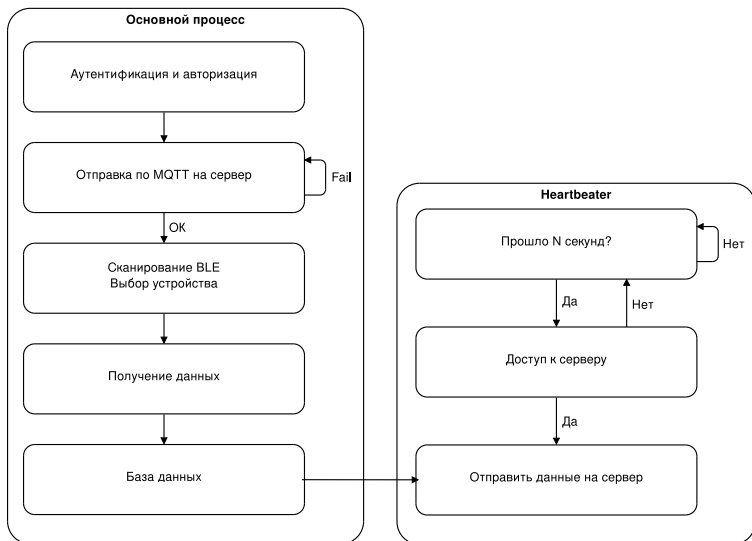 Основной процесс
Аутентификация и авторизация
Отправка по MQTT на сервер
Fail
ОК
Сканирование BLE
Выбор устройства
Получение данных
База данных
Heartbeater
Прошло N секунд?
Нет
Да
Нет
Доступ к серверу
Да
Отправить данные на сервер